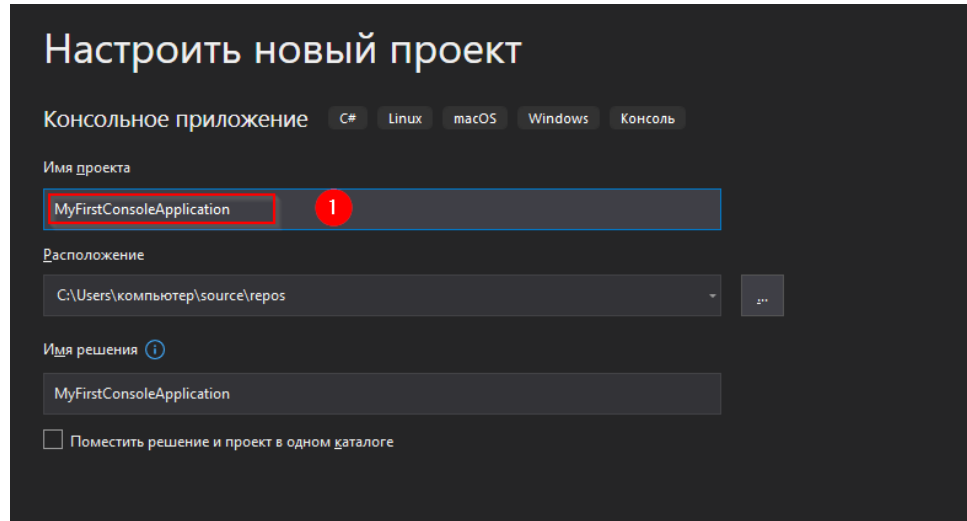 Настроить новый проект
Консольное приложение C# Linux macOS Windows Консоль
Имя проекта
MyFirstConsoleApplication 1
Расположение
C:\Users\компьютер\source\repos ...
Имя решения i
MyFirstConsoleApplication
Поместить решение и проект в одном каталоге